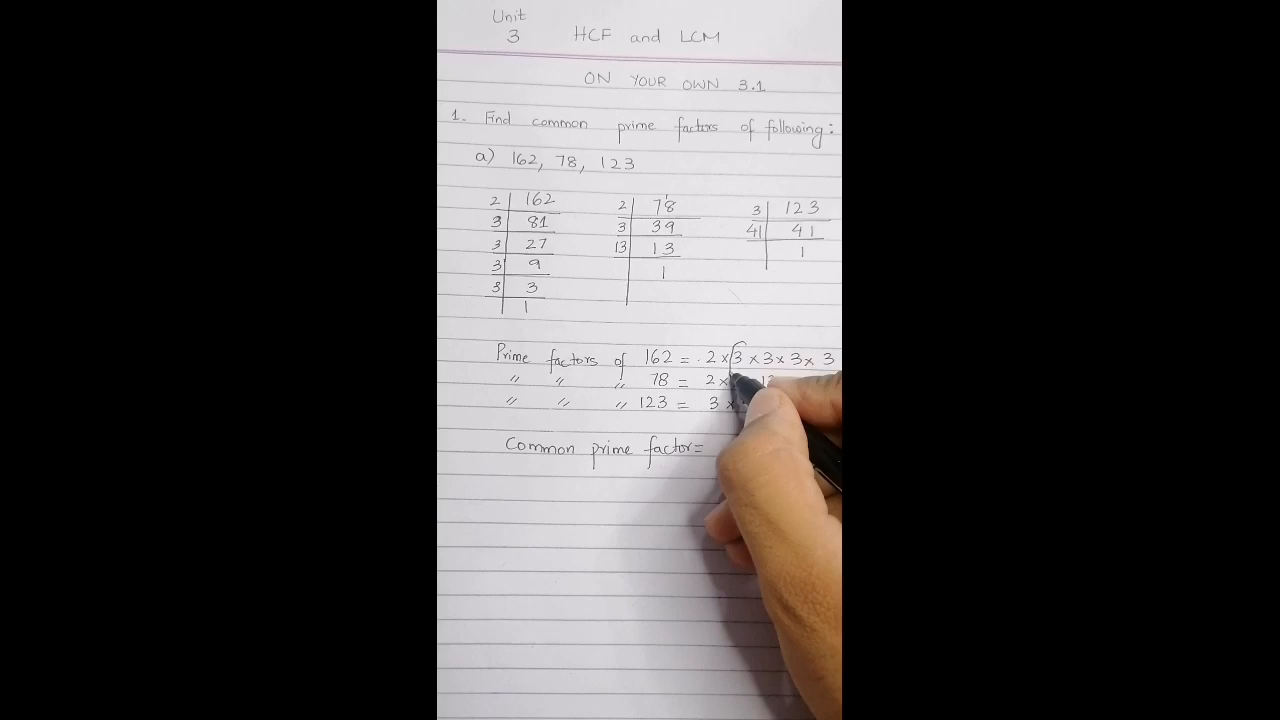 Unit
3 HCF and LCM
ON YOUR OWN 3.1
1. Find common prime factors of following:
a) 162, 78, 123
2 162 2 78 3 123
3 81 3 39 41 41
3 27 13 13 1
3 9 1
3 3
1
Prime factors of 162 = 2 × 3 × 3 × 3 × 3
〃 〃 〃 78 = 2 ×
〃 〃 〃 123 = 3 ×
Common prime factor=